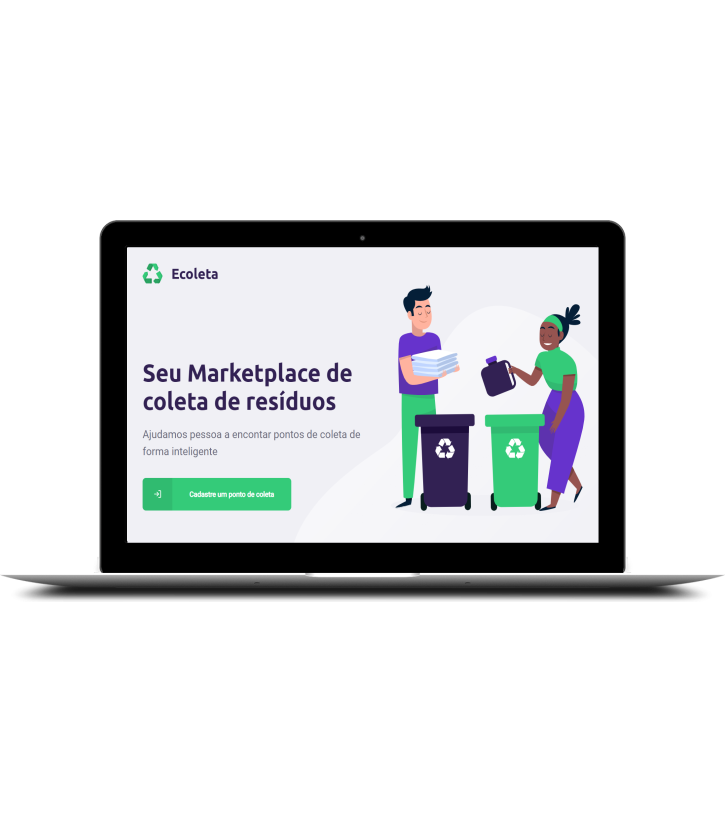 Ecoleta
Seu Marketplace de
coleta de resíduos
Ajudamos pessoa a encontar pontos de coleta de
forma inteligente
Cadastre um ponto de coleta